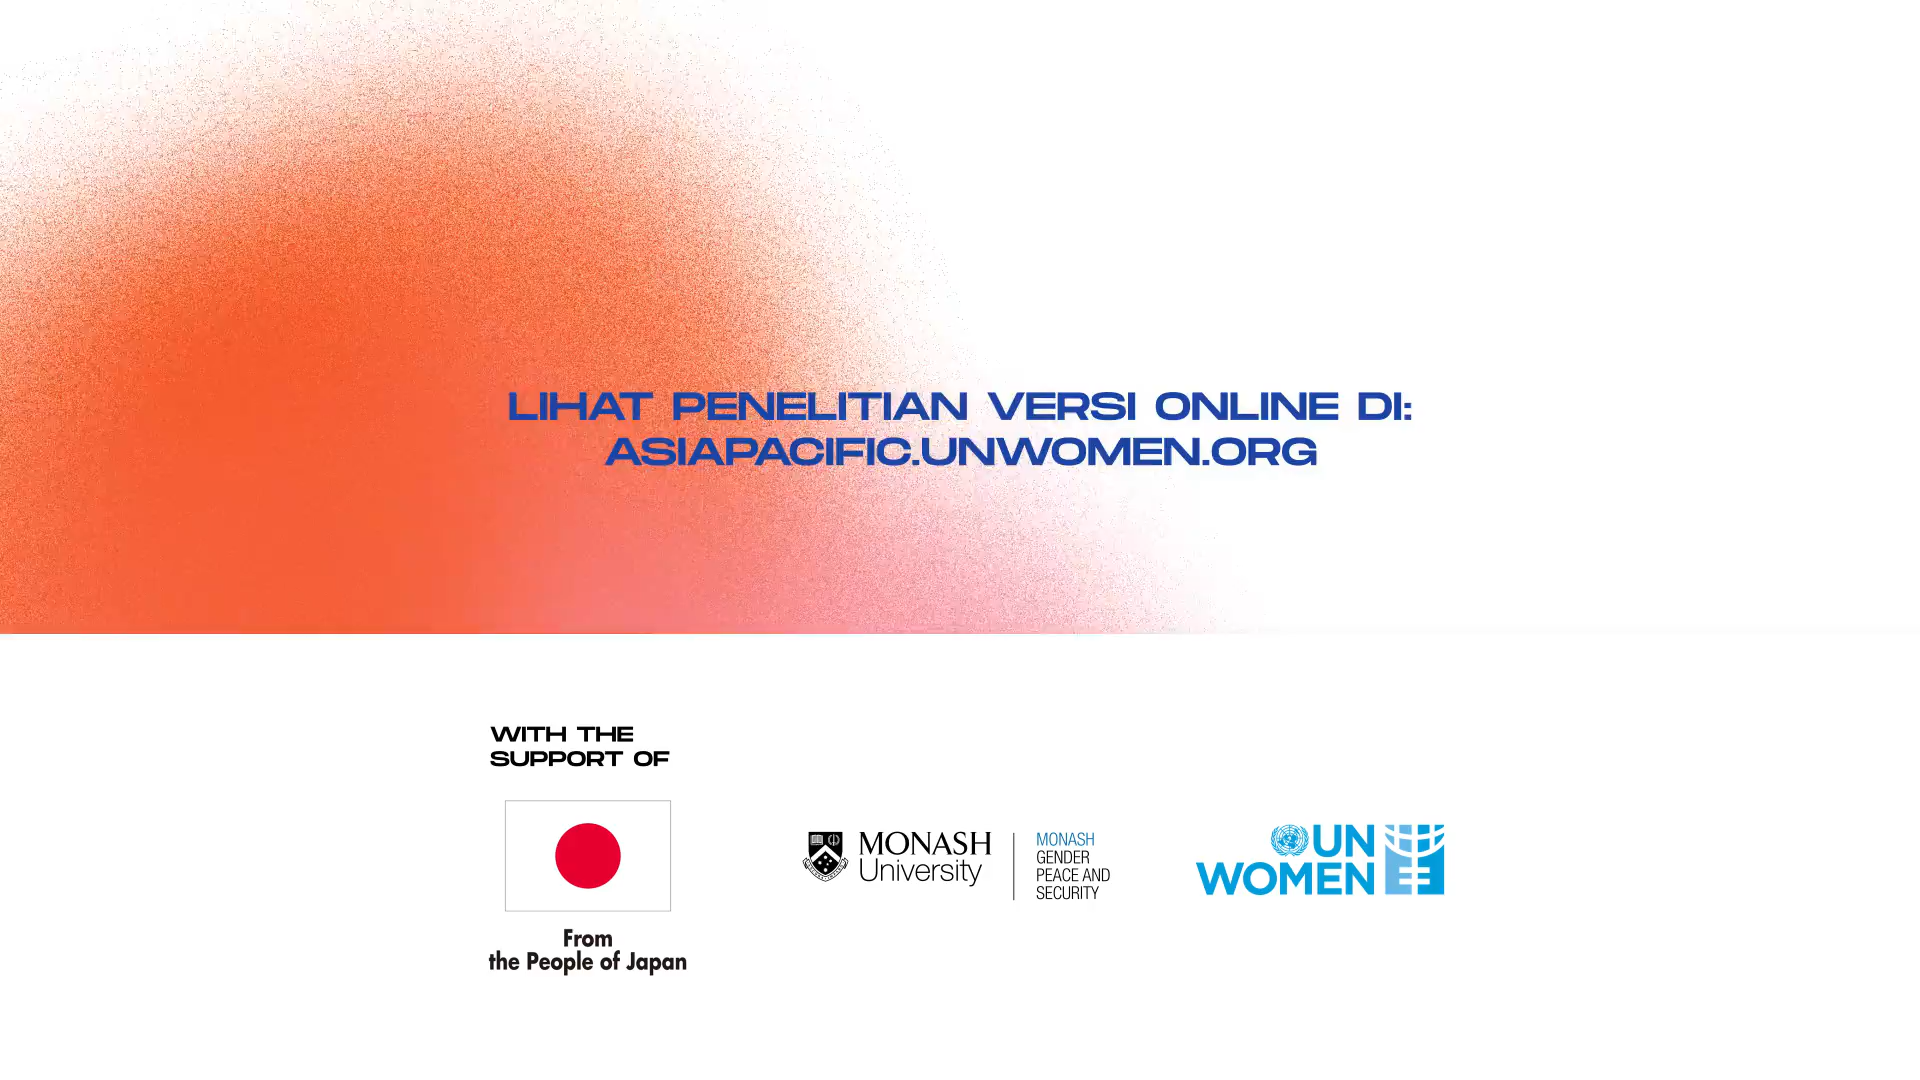 LIHAT PENELITIAN VERSI ONLINE DI:
ASIAPACIFIC.UNWOMEN.ORG
WITH THE
SUPPORT OF
From
the People of Japan
MONASH
University
MONASH
GENDER
PEACE AND
SECURITY
UN
WOMEN